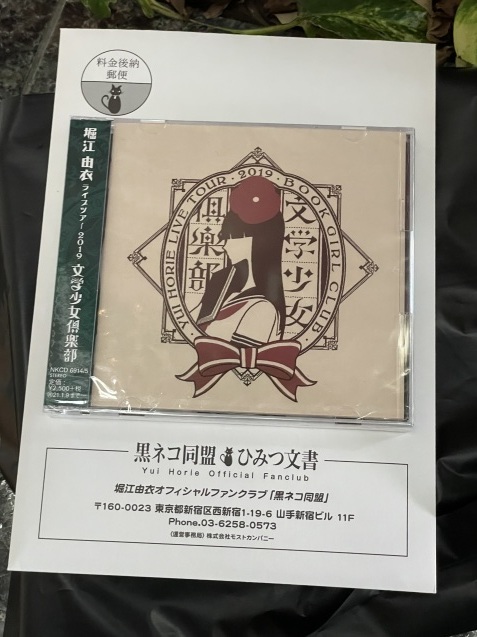 料金後納
郵便
堀江由衣 ライブツアー2019 文学少女倶楽部
NKCD 6914/5
STEREO
定価:
¥2,500+税
YUI HORIE LIVE TOUR・2019・BOOK GIRL CLUB・
文学少女
倶楽部
黒ネコ同盟 ひみつ文書
Yui Horie Official Fanclub
堀江由衣オフィシャルファンクラブ「黒ネコ同盟」
〒160-0023 東京都新宿区西新宿1-19-6 山手新宿ビル 11F
Phone.03-6258-0573
(運営事務局) 株式会社モストカンパニー